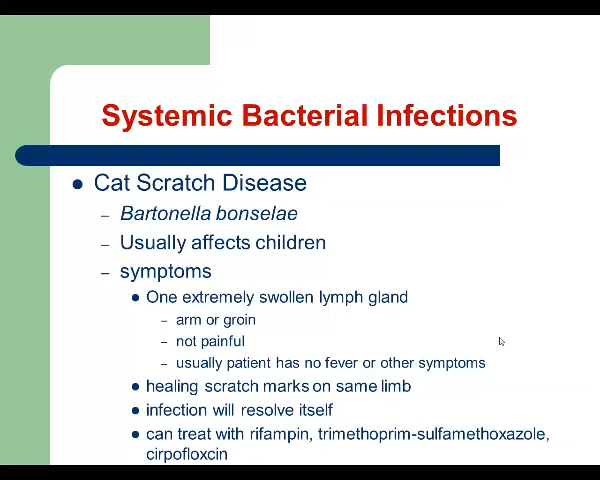 Systemic Bacterial Infections
Cat Scratch Disease
– Bartonella bonselae
– Usually affects children
– symptoms
One extremely swollen lymph gland
– arm or groin
– not painful
– usually patient has no fever or other symptoms
healing scratch marks on same limb
infection will resolve itself
can treat with rifampin, trimethoprim-sulfamethoxazole,
cirpofloxcin